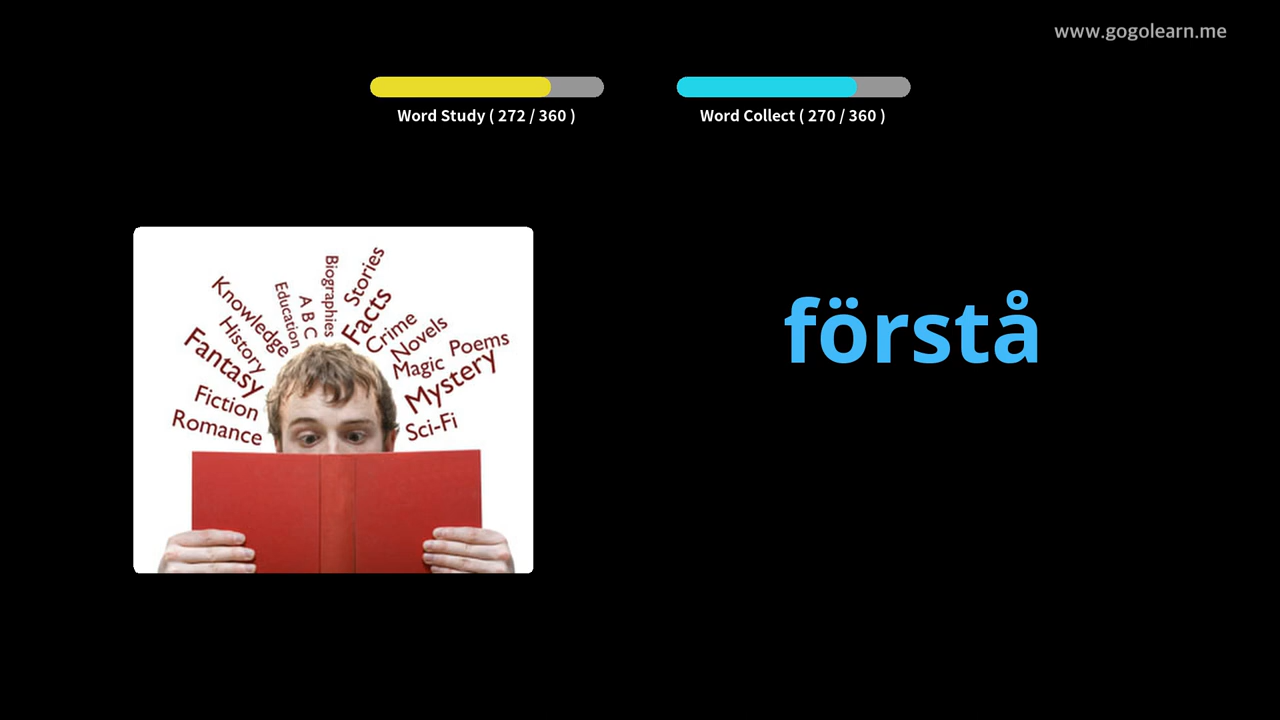 www.gogolearn.me
Word Study ( 272 / 360 )
Word Collect ( 270 / 360 )
förstå
Stories
Biographies
Facts
A B C
Education
Knowledge
History
Fantasy
Fiction
Romance
Crime
Novels
Poems
Magic
Mystery
Sci-Fi